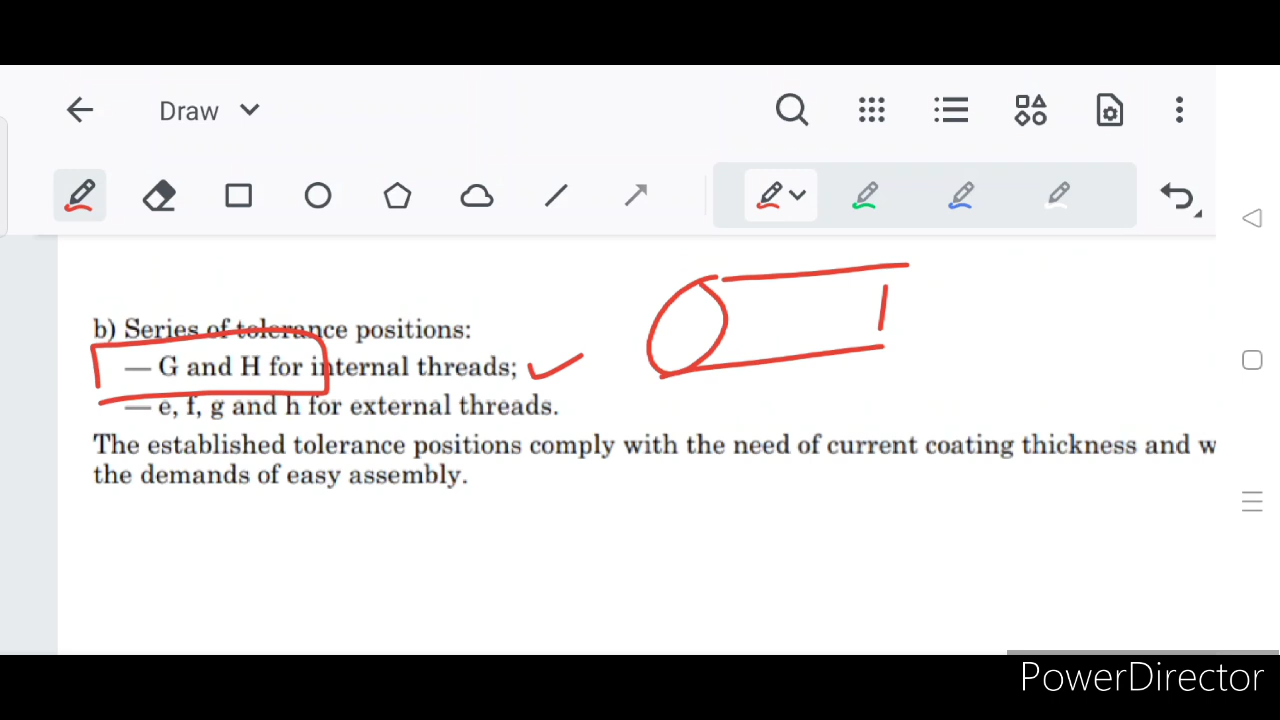 Draw
b) Series of tolerance positions:
— G and H for internal threads;
— e, f, g and h for external threads.
The established tolerance positions comply with the need of current coating thickness and w
the demands of easy assembly.
PowerDirector